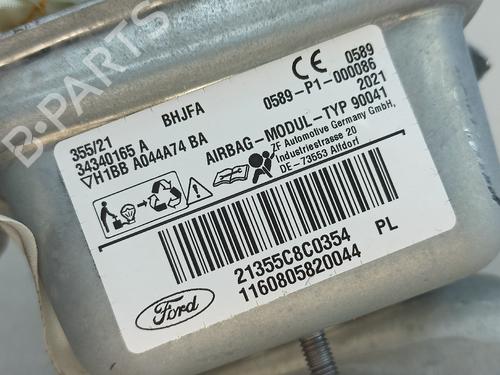 B-PARTS
BHJFA
CE 0589
0589-P1-000086
2021
355/21
34340165 A
H1BB A044A74 BA
AIRBAG-MODUL-TYP 90041
ZF Automotive Germany GmbH
Industriestrasse 20
DE - 73553 Alfdorf
21355C8C0354
1160805820044
PL
Ford